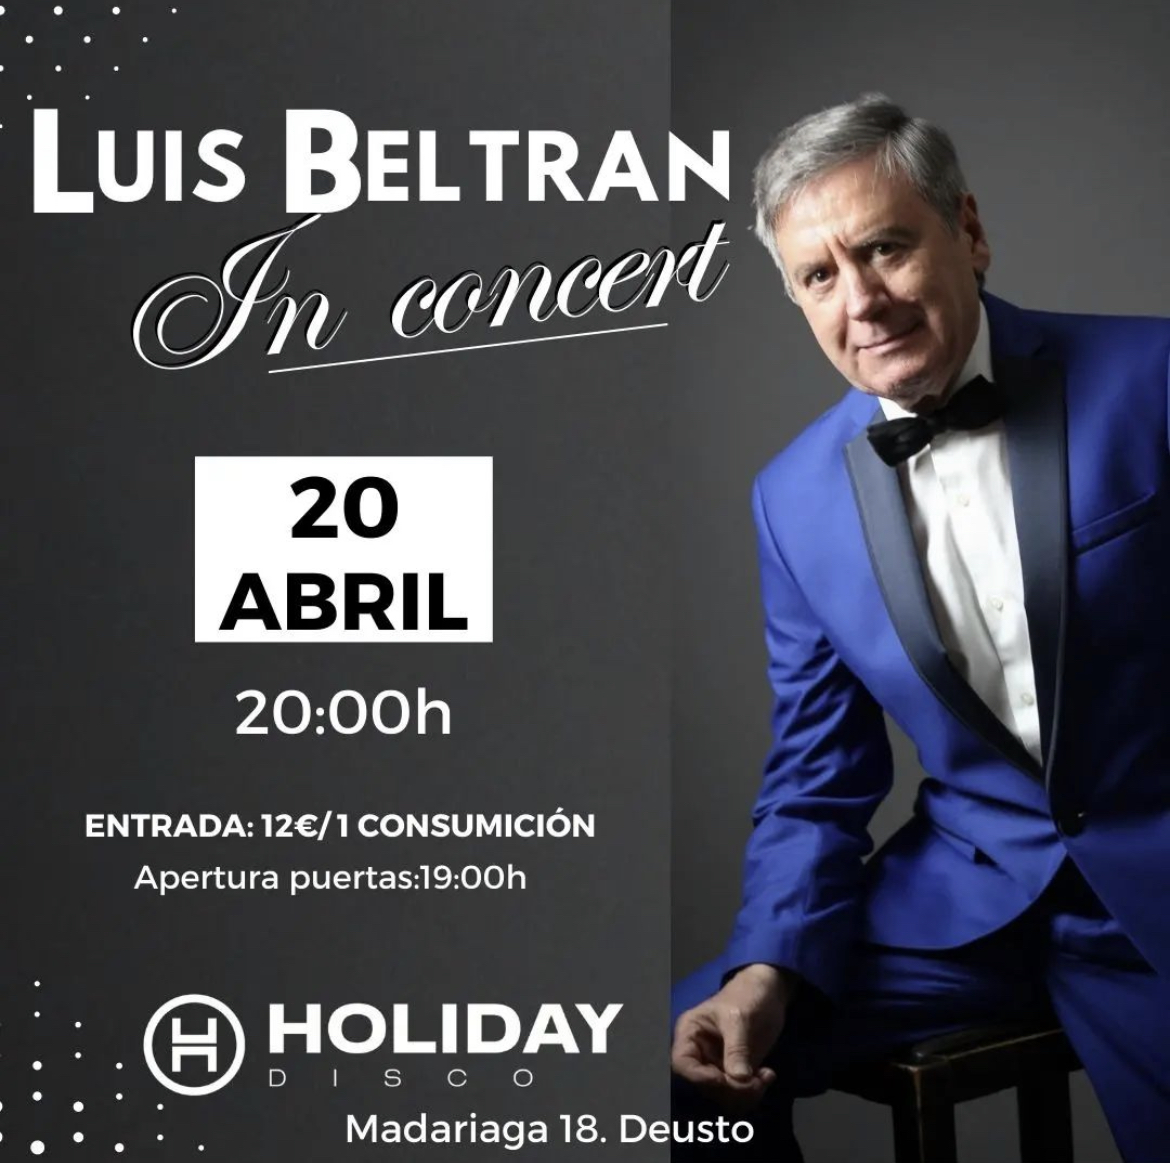 LUIS BELTRAN
In concert
20
ABRIL
20:00h
ENTRADA: 12€/1 CONSUMICIÓN
Apertura puertas:19:00h
HOLIDAY
DISCO
Madariaga 18. Deusto